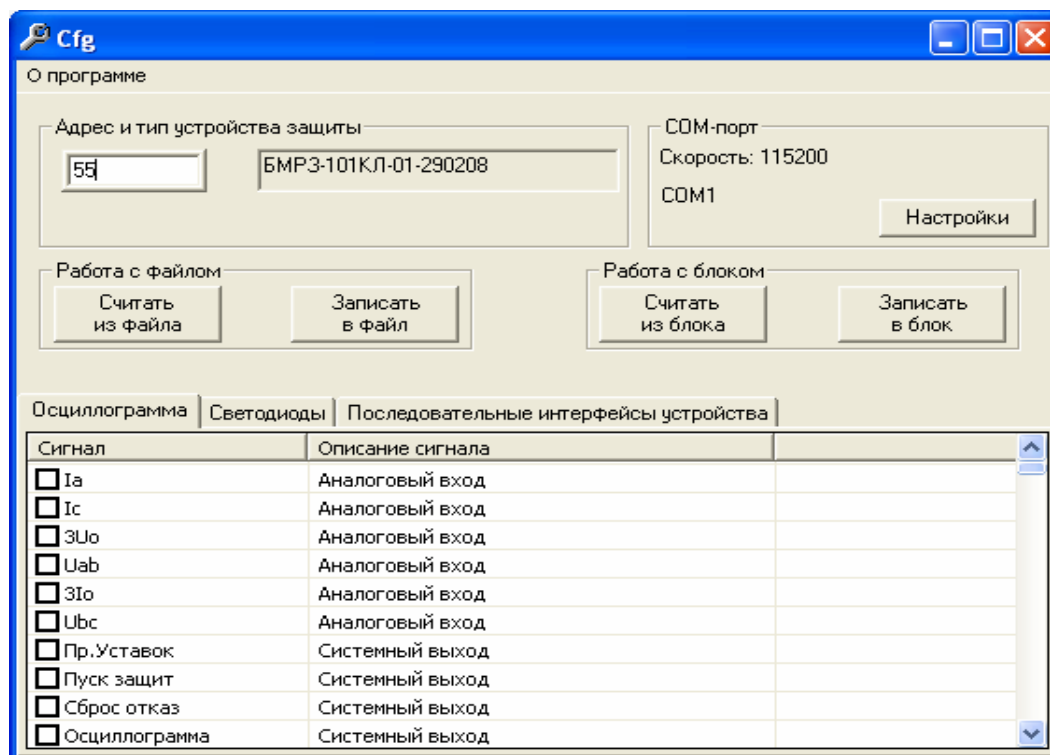 Cfg
О программе
Адрес и тип устройства защиты
55
БМРЗ-101КЛ-01-290208
COM-порт
Скорость: 115200
COM1
Настройки
Работа с файлом
Считать
из файла
Записать
в файл
Работа с блоком
Считать
из блока
Записать
в блок
Осциллограмма Светодиоды Последовательные интерфейсы устройства
Сигнал Описание сигнала
Ia Аналоговый вход
Ic Аналоговый вход
3Uo Аналоговый вход
Uab Аналоговый вход
3Io Аналоговый вход
Ubc Аналоговый вход
Пр.Уставок Системный выход
Пуск защит Системный выход
Сброс отказ Системный выход
Осциллограмма Системный выход